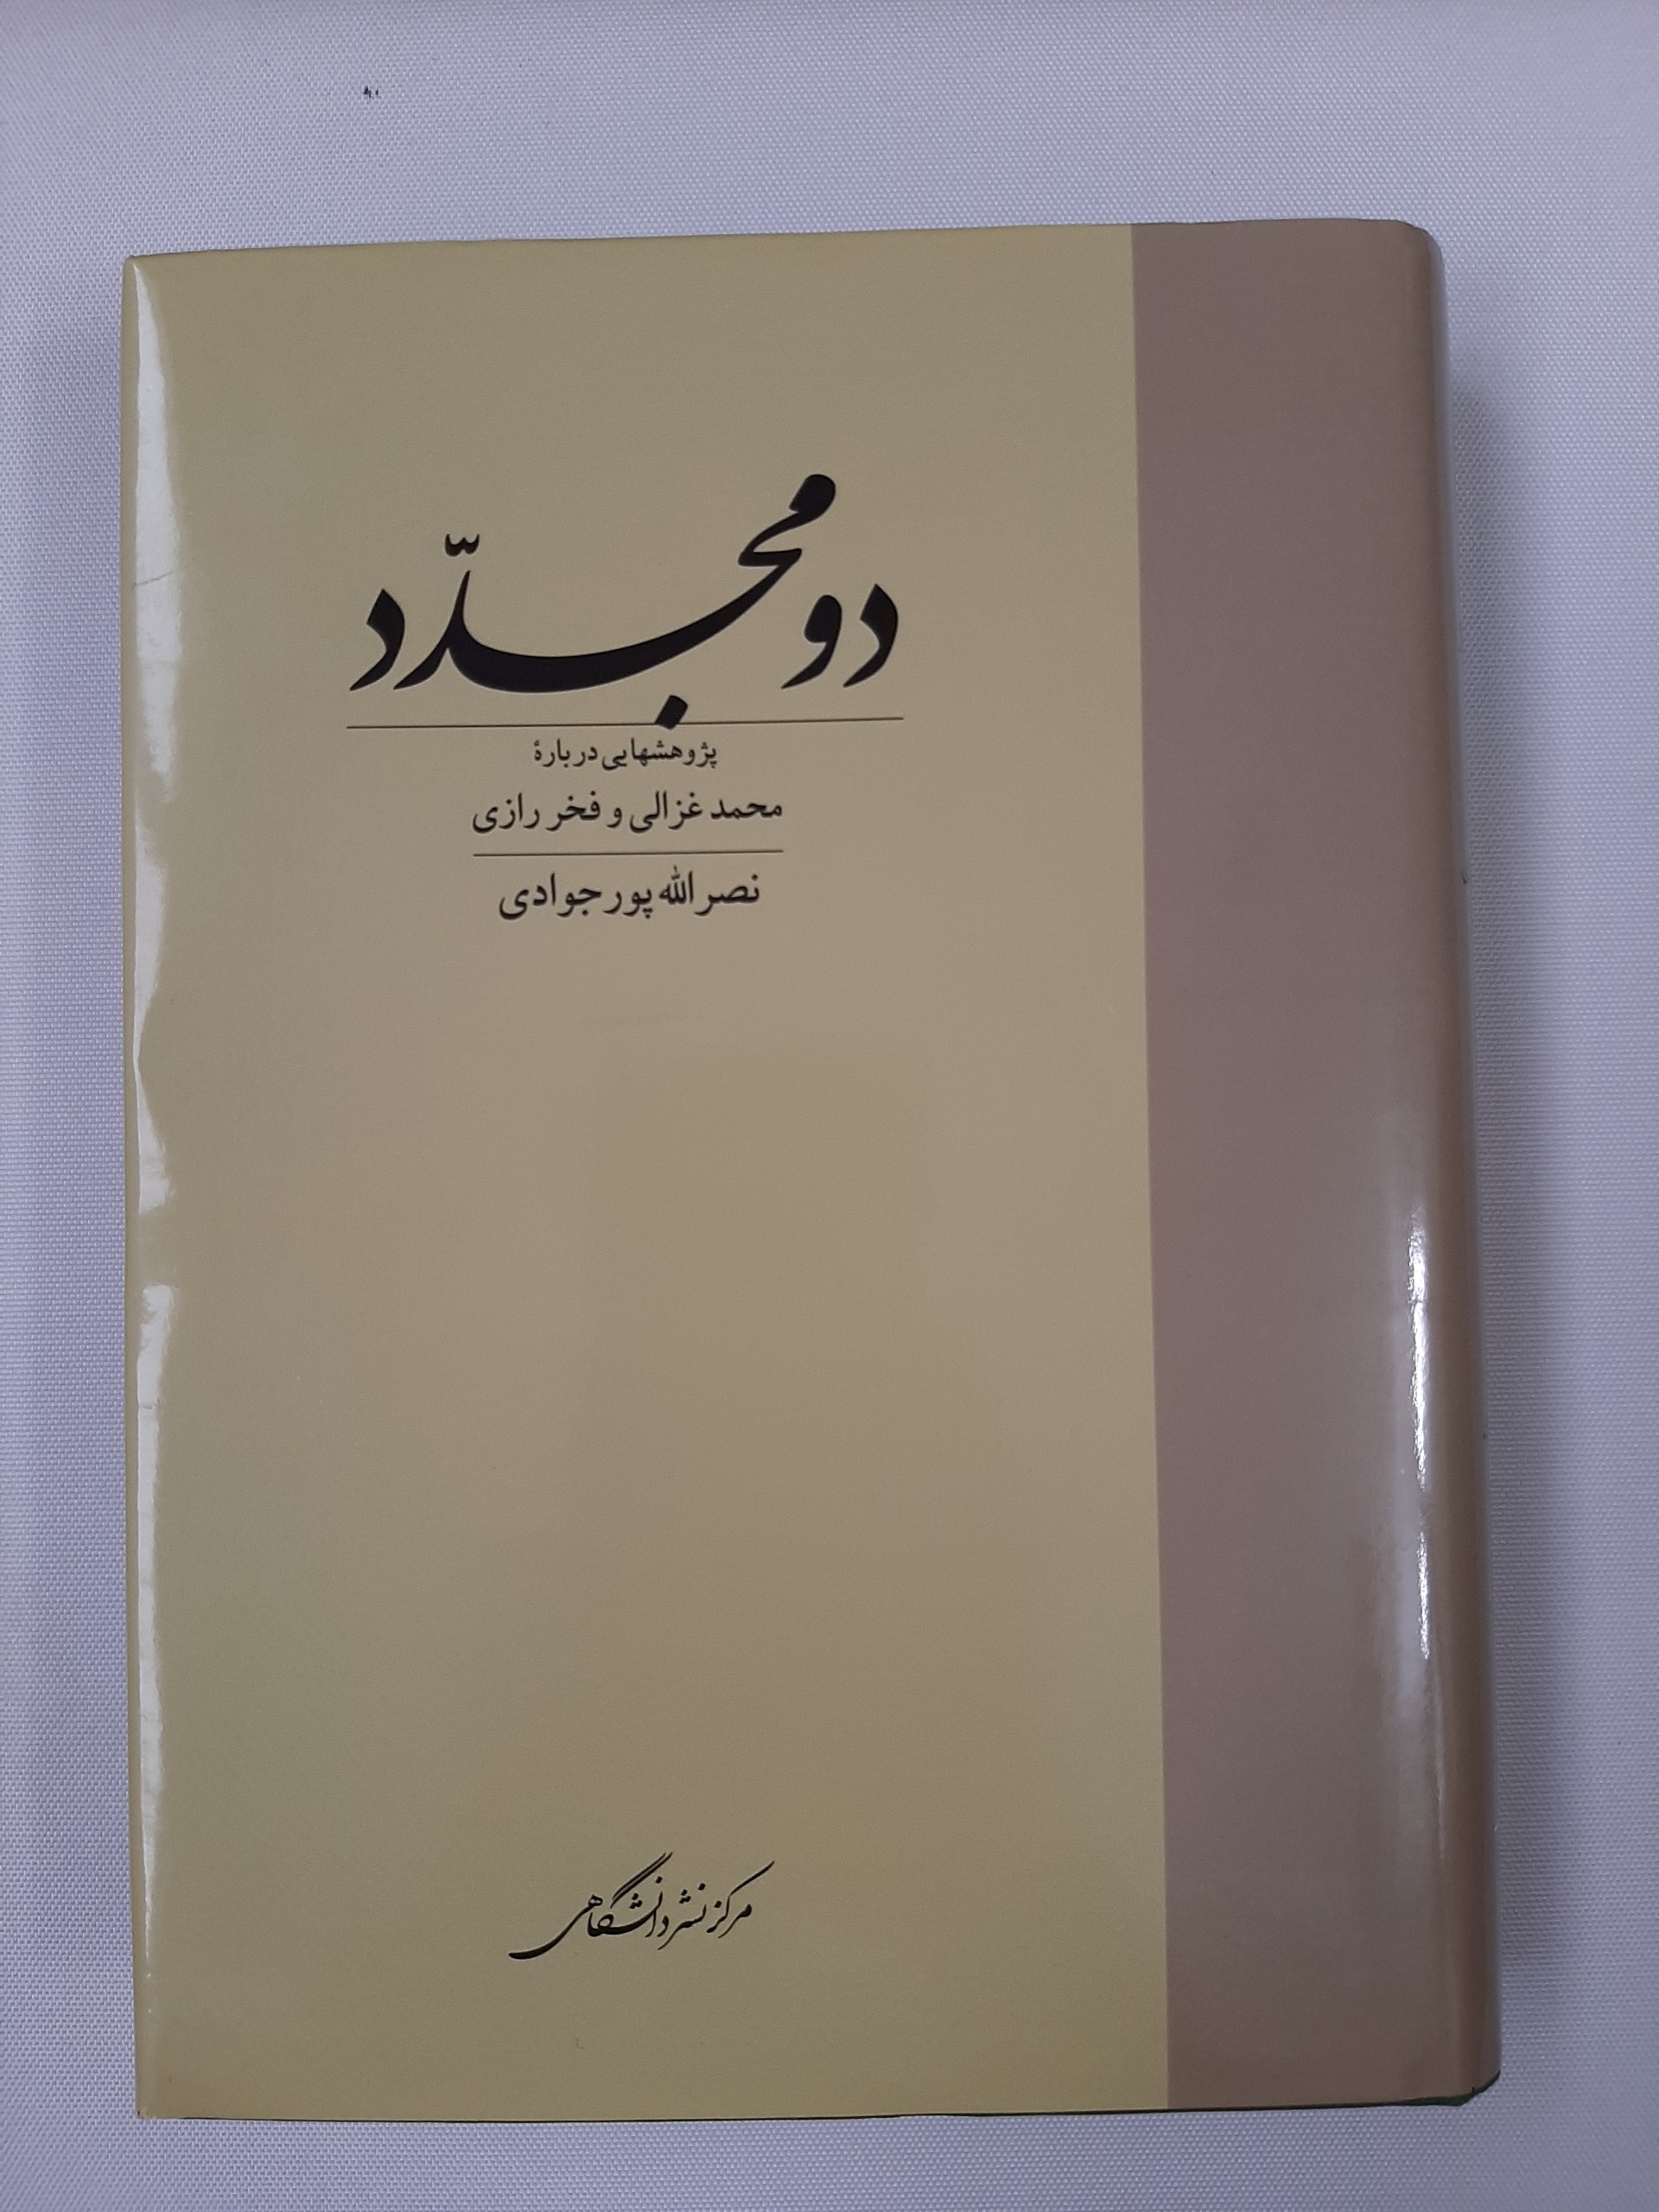 دو مجدّد
پژوهشهایی دربارهٔ
محمد غزالی و فخر رازی
نصرالله پورجوادی
مرکز نشر دانشگاهی